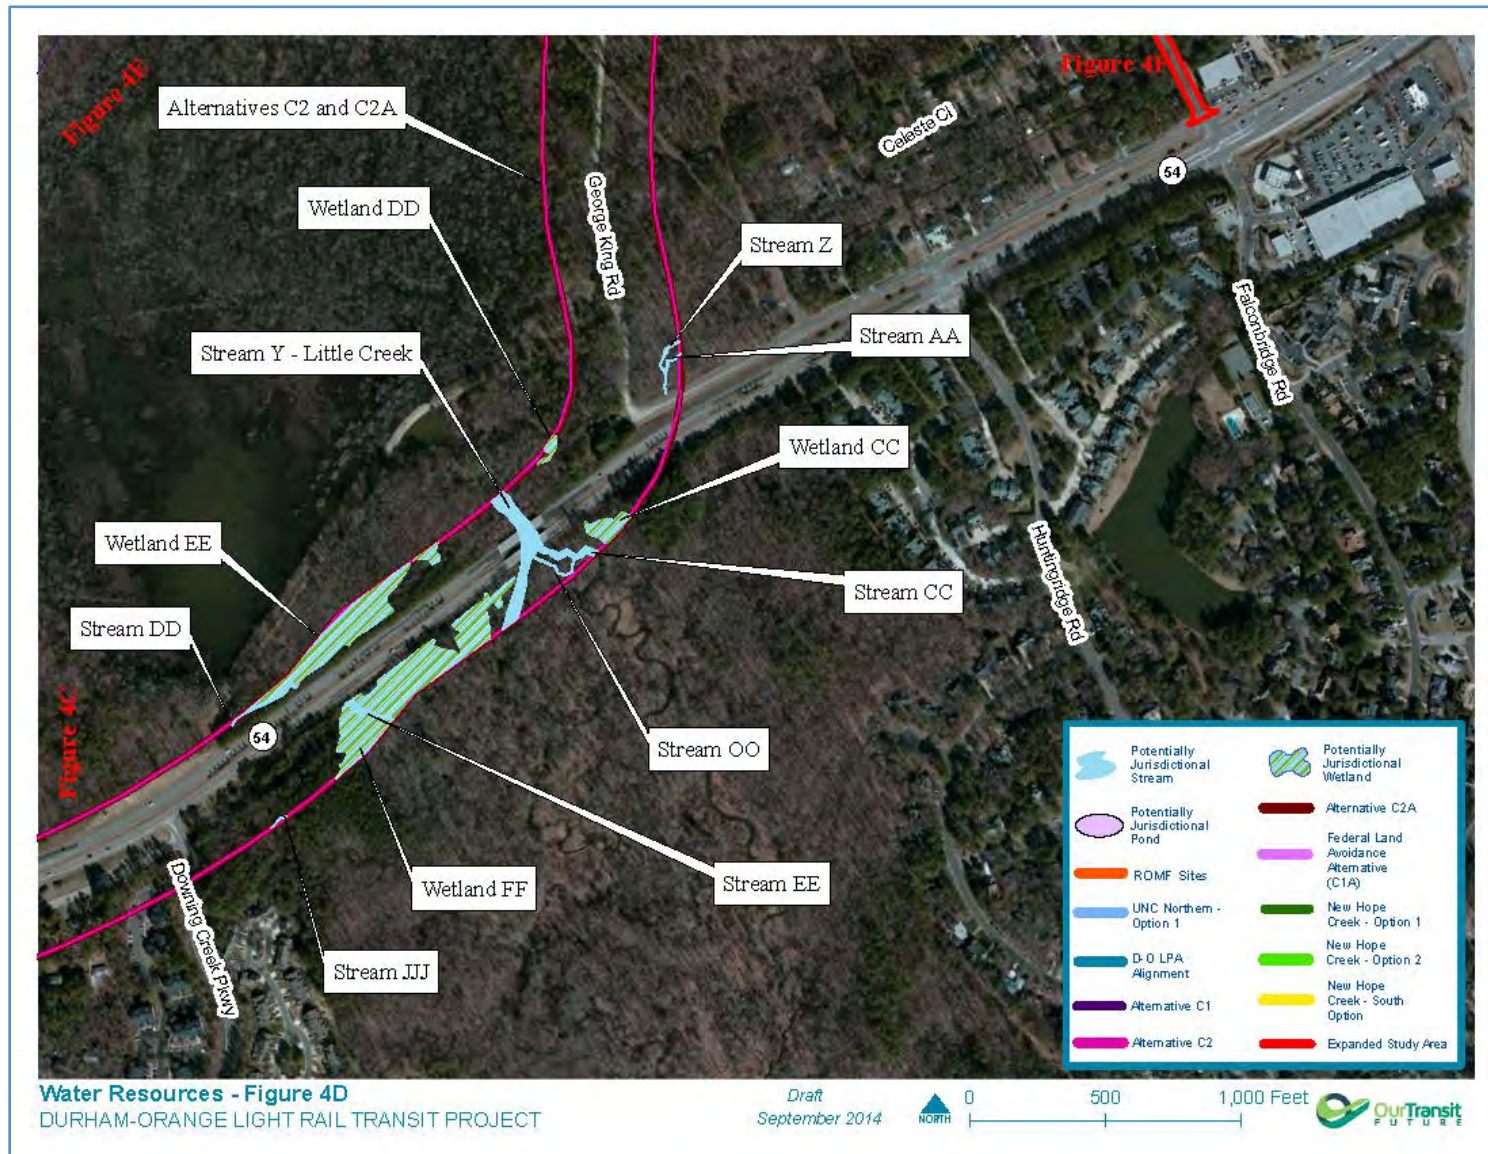 Figure 4E
Figure 4F
Alternatives C2 and C2A
Celeste Cl
54
Wetland DD
George King Rd
Stream Z
Falconbridge Rd
Stream Y - Little Creek
Stream AA
Wetland CC
Wetland EE
Huntingridge Rd
Stream CC
Stream DD
Figure 4C
54
Stream OO
Wetland FF
Stream EE
Downing Creek Pkwy
Stream JJJ
Potentially
Jurisdictional
Stream
Potentially
Jurisdictional
Pond
ROMF Sites
UNC Northern -
Option 1
D-O LPA
Alignment
Alternative C1
Alternative C2
Potentially
Jurisdictional
Wetland
Alternative C2A
Federal Land
Avoidance
Alternative
(C1A)
New Hope
Creek - Option 1
New Hope
Creek - Option 2
New Hope
Creek - South
Option
Expanded Study Area
Water Resources - Figure 4D
DURHAM-ORANGE LIGHT RAIL TRANSIT PROJECT
Draft
September 2014
NORTH
0 500 1,000 Feet
OurTransit
FUTURE